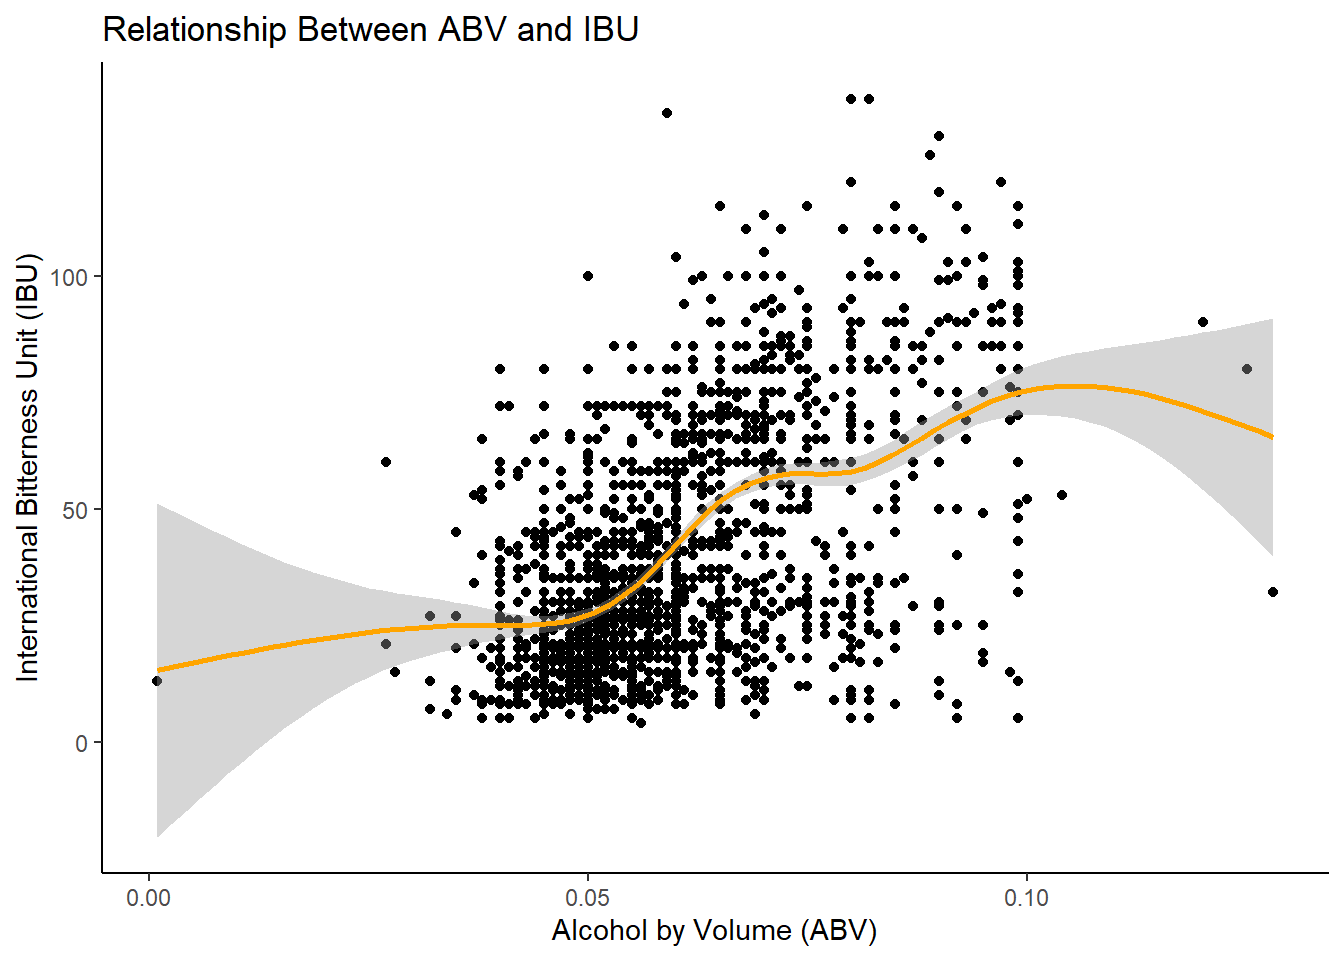 Relationship Between ABV and IBU
International Bitterness Unit (IBU)
100
50
0
0.00
0.05
0.10
Alcohol by Volume (ABV)